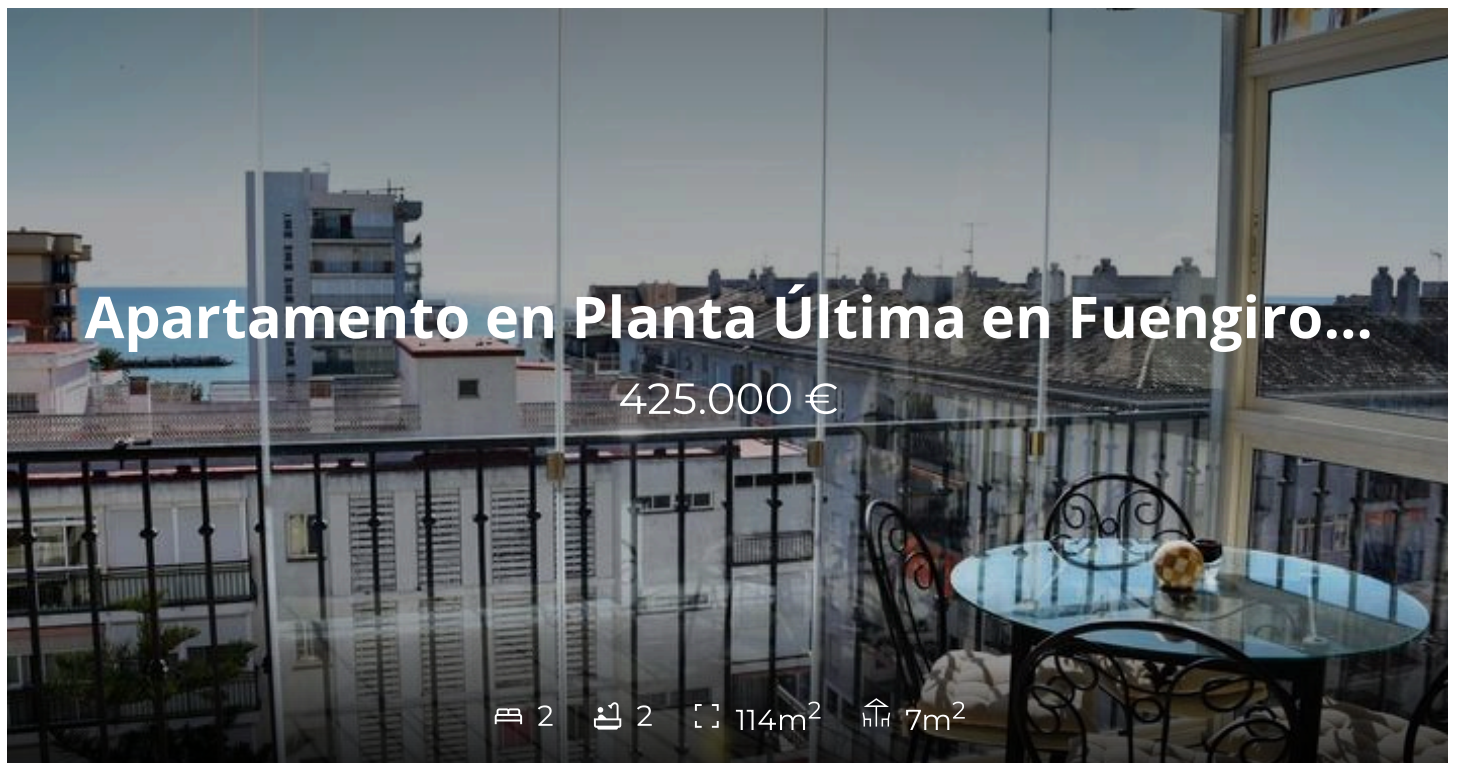 Apartamento en Planta Última en Fuengiro...
425.000 €
2 2 114m² 7m²